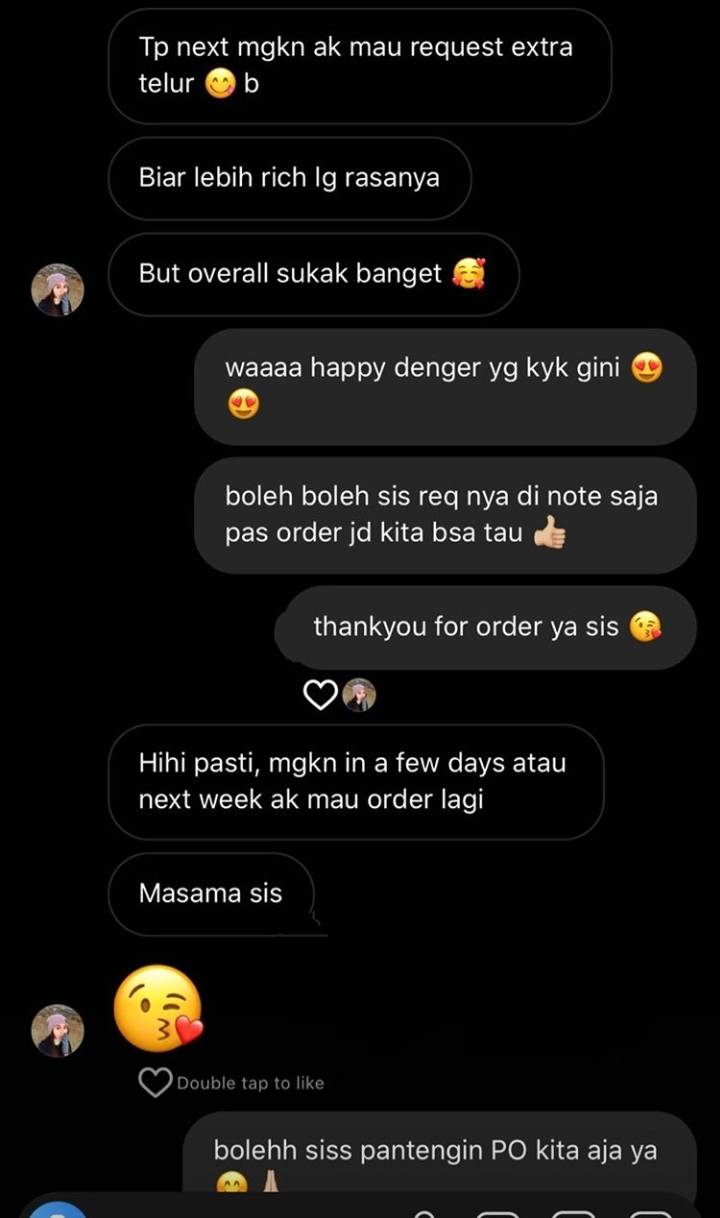 Tp next mgkn ak mau request extra
telur 😋 b
Biar lebih rich lg rasanya
But overall sukak banget 🥰
waaaa happy denger yg kyk gini 😍
😍
boleh boleh sis req nya di note saja
pas order jd kita bsa tau 👍🏼
thankyou for order ya sis 😘
Hihi pasti, mgkn in a few days atau
next week ak mau order lagi
Masama sis
😘
Double tap to like
bolehh siss pantengin PO kita aja ya
😊🙏🏼